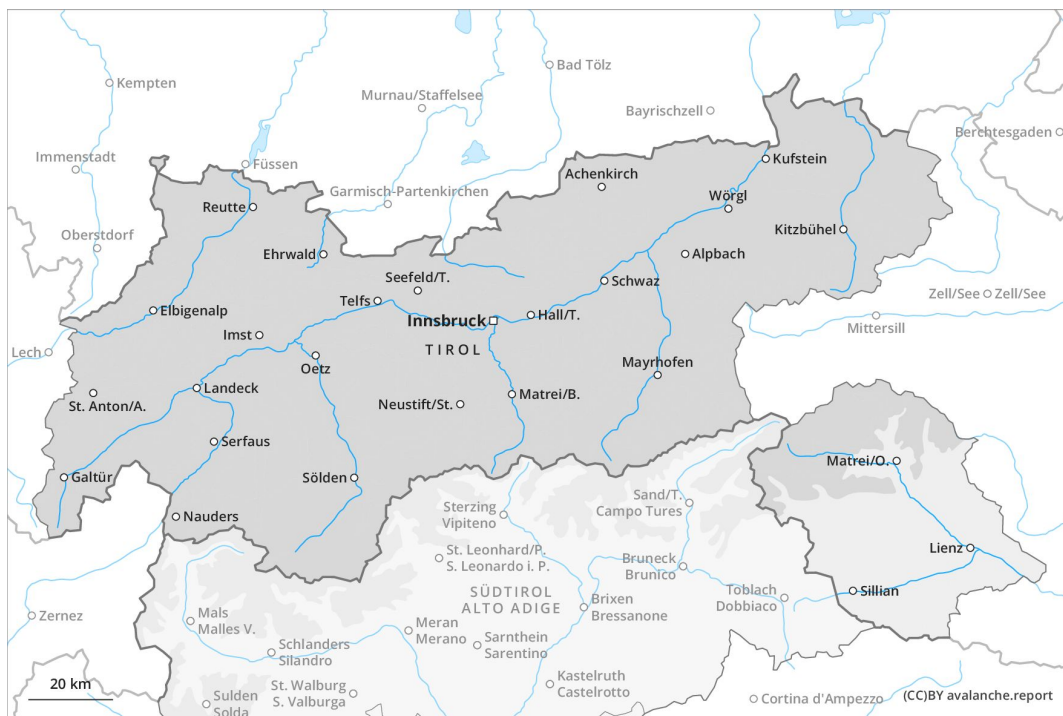 Kempten
Bad Tölz
Murnau/Staffelsee
Bayrischzell
Berchtesgaden
Immenstadt
Füssen
Kufstein
Garmisch-Partenkirchen
Achenkirch
Reutte
Wörgl
Oberstdorf
Kitzbühel
Ehrwald
Alpbach
Seefeld/T.
Schwaz
Telfs
Zell/See
Zell/See
Elbigenalp
Hall/T.
Innsbruck
Mittersill
Imst
TIROL
Lech
Oetz
Mayrhofen
Landeck
St. Anton/A.
Neustift/St.
Matrei/B.
Serfaus
Matrei/O.
Galtür
Sölden
Sand/T.
Campo Tures
Sterzing
Vipiteno
Nauders
Lienz
St. Leonhard/P.
S. Leonardo i. P.
Bruneck
Brunico
SÜDTIROL
ALTO ADIGE
Sillian
Toblach
Dobbiaco
Brixen
Bressanone
Zernez
Mals
Malles V.
Meran
Merano
Sarnthein
Sarentino
Schlanders
Silandro
Kastelruth
Castelrotto
20 km
St. Walburg
S. Valburga
Sulden
Solda
Cortina d'Ampezzo
(CC)BY avalanche.report